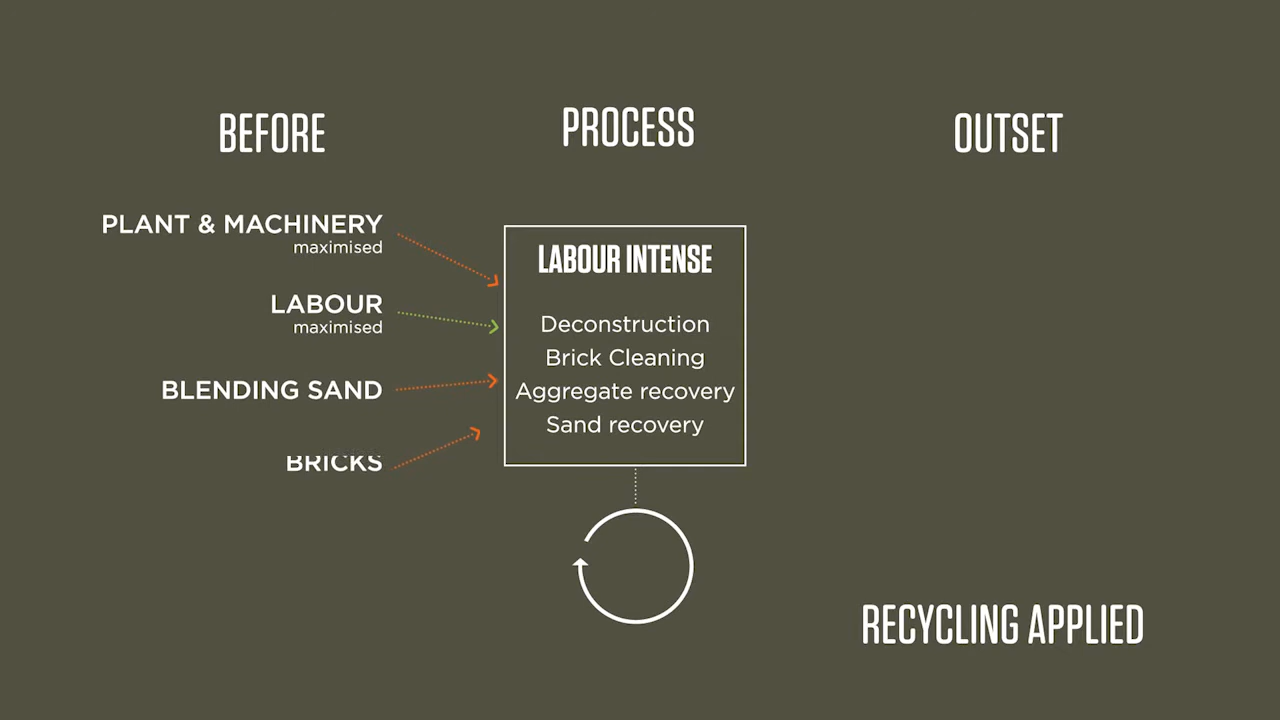 BEFORE
PROCESS
OUTSET
PLANT & MACHINERY
maximised
LABOUR
maximised
BLENDING SAND
BRICKS
LABOUR INTENSE
Deconstruction
Brick Cleaning
Aggregate recovery
Sand recovery
RECYCLING APPLIED